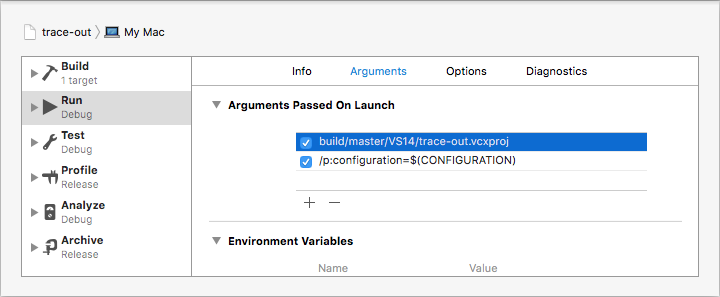 trace-out
My Mac
Build
1 target
Run
Debug
Test
Debug
Profile
Release
Analyze
Debug
Archive
Release
Info Arguments Options Diagnostics
Arguments Passed On Launch
build/master/VS14/trace-out.vcxproj
/p:configuration=$(CONFIGURATION)
Environment Variables
Name Value